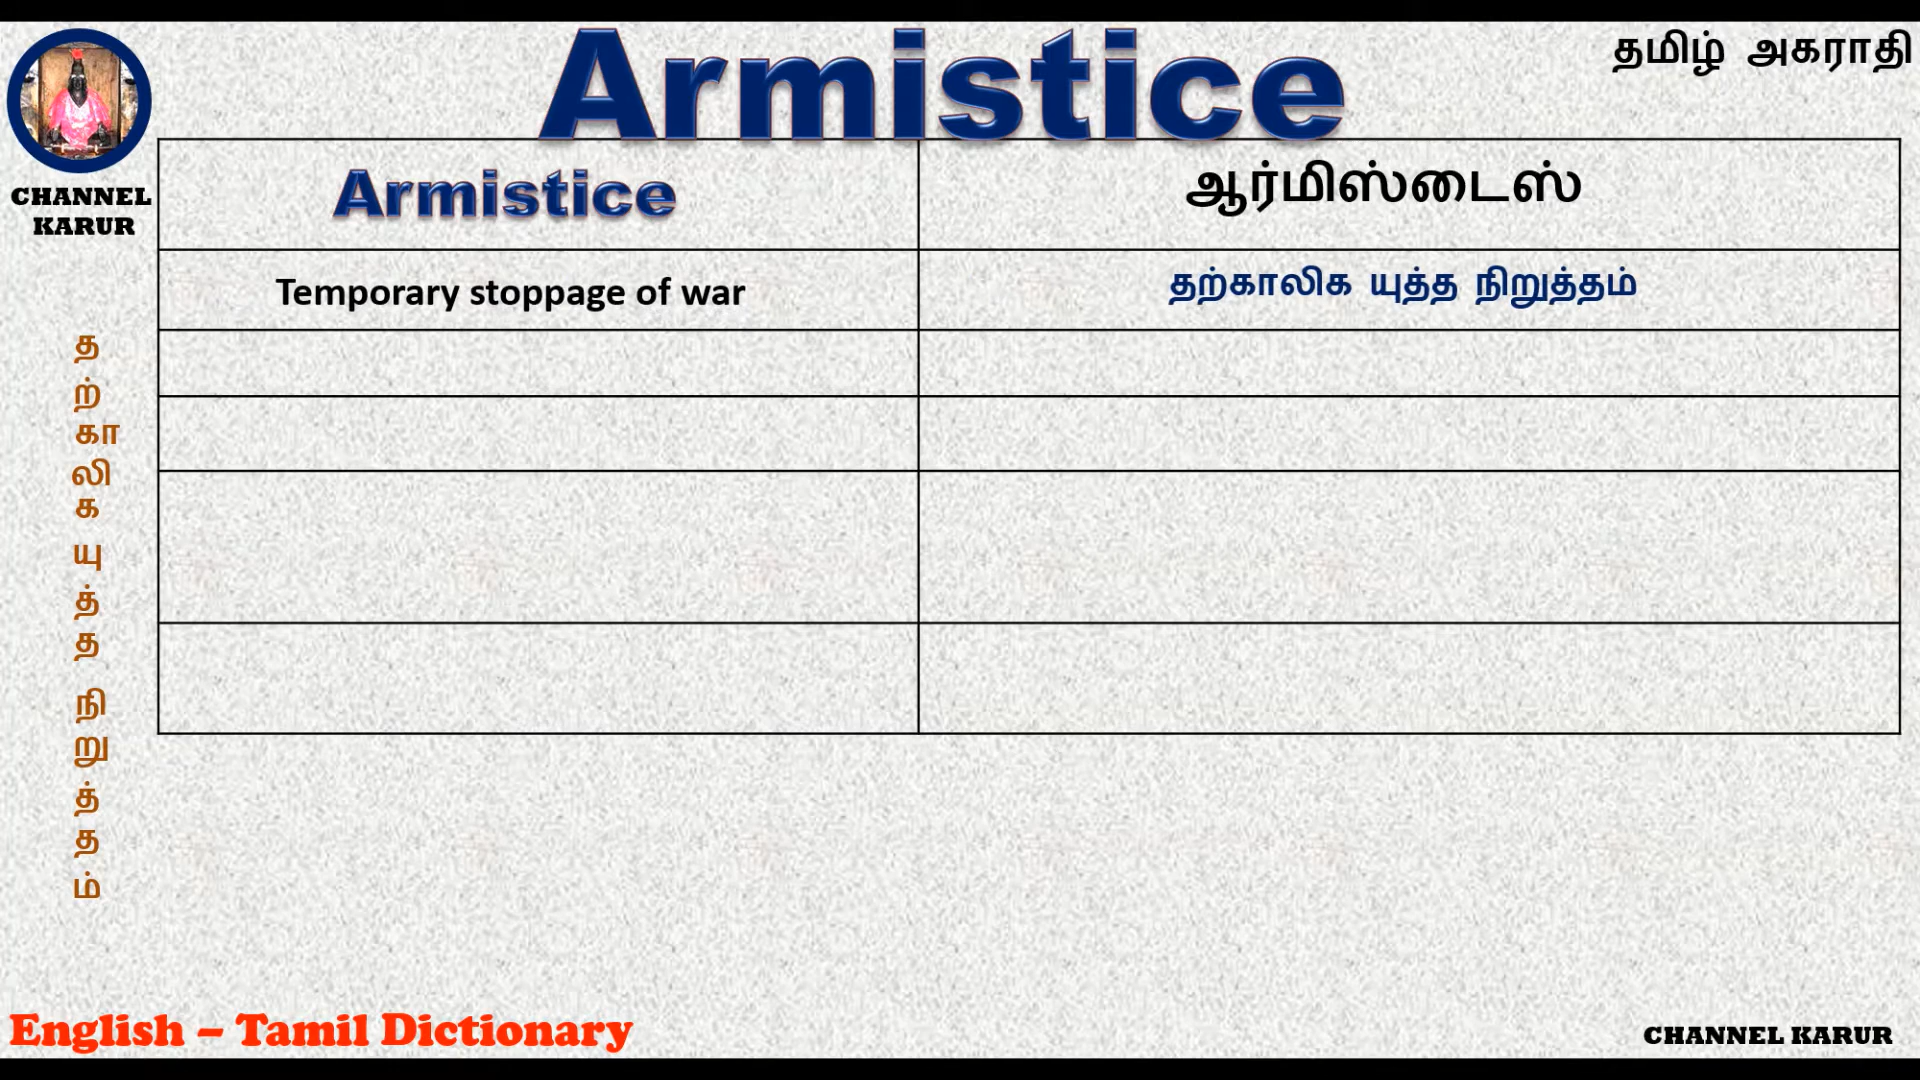 Armistice
தமிழ் அகராதி
CHANNEL
KARUR
Armistice
ஆர்மிஸ்டைஸ்
Temporary stoppage of war
தற்காலிக யுத்த நிறுத்தம்
த
ற்
கா
லி
க
யு
த்
த
நி
று
த்
த
ம்
English – Tamil Dictionary
CHANNEL KARUR